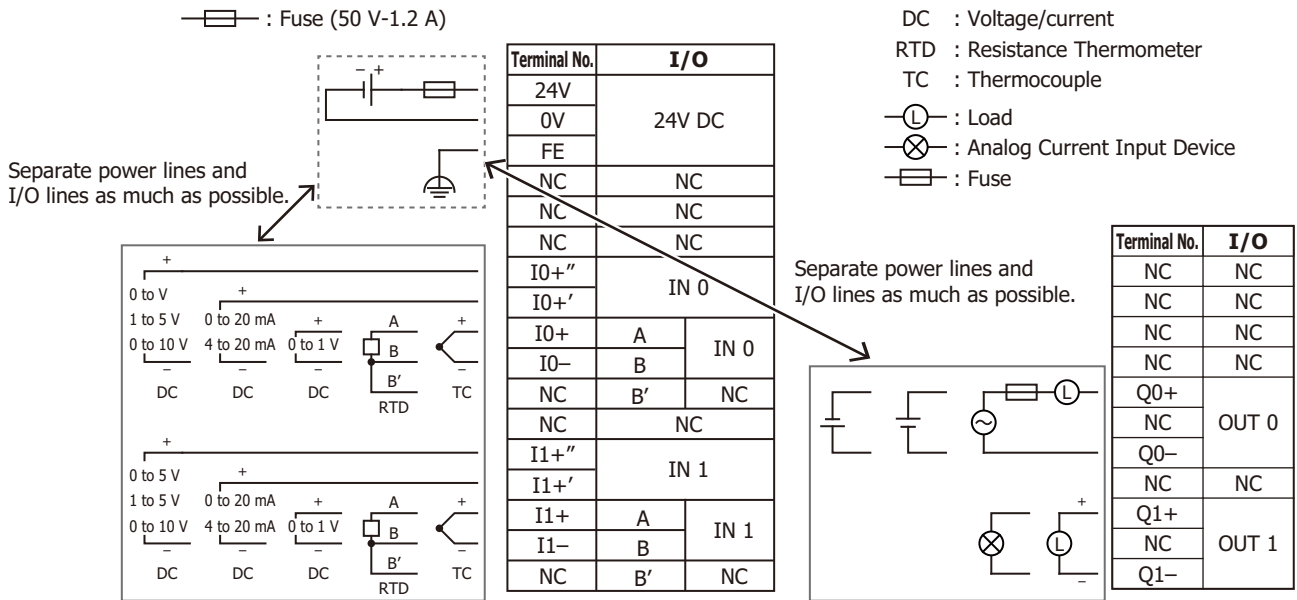 : Fuse (50 V-1.2 A)
DC : Voltage/current
RTD : Resistance Thermometer
TC : Thermocouple
L : Load
: Analog Current Input Device
: Fuse
− +
Separate power lines and
I/O lines as much as possible.
Terminal No. I/O
24V
0V 24V DC
FE
NC NC
NC NC
NC NC
I0+″
I0+′ IN 0
I0+ A
I0− B IN 0
NC B′ NC
NC NC
I1+″
I1+′ IN 1
I1+ A
I1− B IN 1
NC B′ NC
+
0 to V +
1 to 5 V 0 to 20 mA + A +
0 to 10 V 4 to 20 mA 0 to 1 V B
− − − B′ −
DC DC DC RTD TC
+
0 to 5 V +
1 to 5 V 0 to 20 mA + A +
0 to 10 V 4 to 20 mA 0 to 1 V B
− − − B′ −
DC DC DC RTD TC
Separate power lines and
I/O lines as much as possible.
L
+
L
−
Terminal No. I/O
NC NC
NC NC
NC NC
NC NC
Q0+
NC OUT 0
Q0−
NC NC
Q1+
NC OUT 1
Q1−